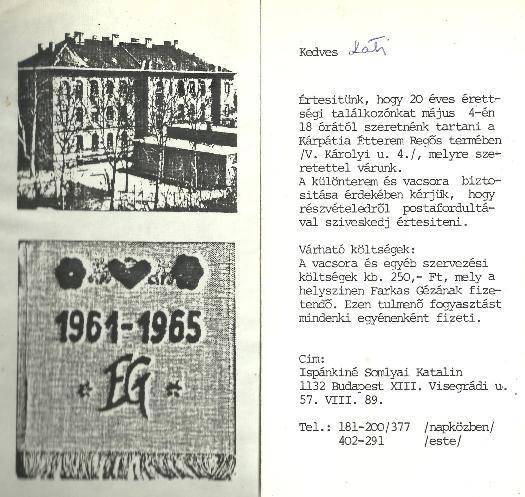 1961-1965
EG
Kedves Kati
Értesitünk, hogy 20 éves érett-
ségi találkozónkat május 4-én
18 órától szeretnénk tartani a
Kárpátia Étterem Regős termében
/V. Károlyi u. 4./, melyre sze-
retettel várunk.
A különterem és vacsora bizto-
sitása érdekében kérjük, hogy
részvételedről postafordultá-
val sziveskedj értesiteni.
Várható költségek:
A vacsora és egyéb szervezési
költségek kb. 250,- Ft, mely a
helyszinen Farkas Gézának fize-
tendő. Ezen tulmenő fogyasztást
mindenki egyénenként fizeti.
Cim:
Ispánkiné Somlyai Katalin
1132 Budapest XIII. Visegrádi u.
57. VIII. 89.
Tel.: 181-200/377 /napközben/
402-291 /este/